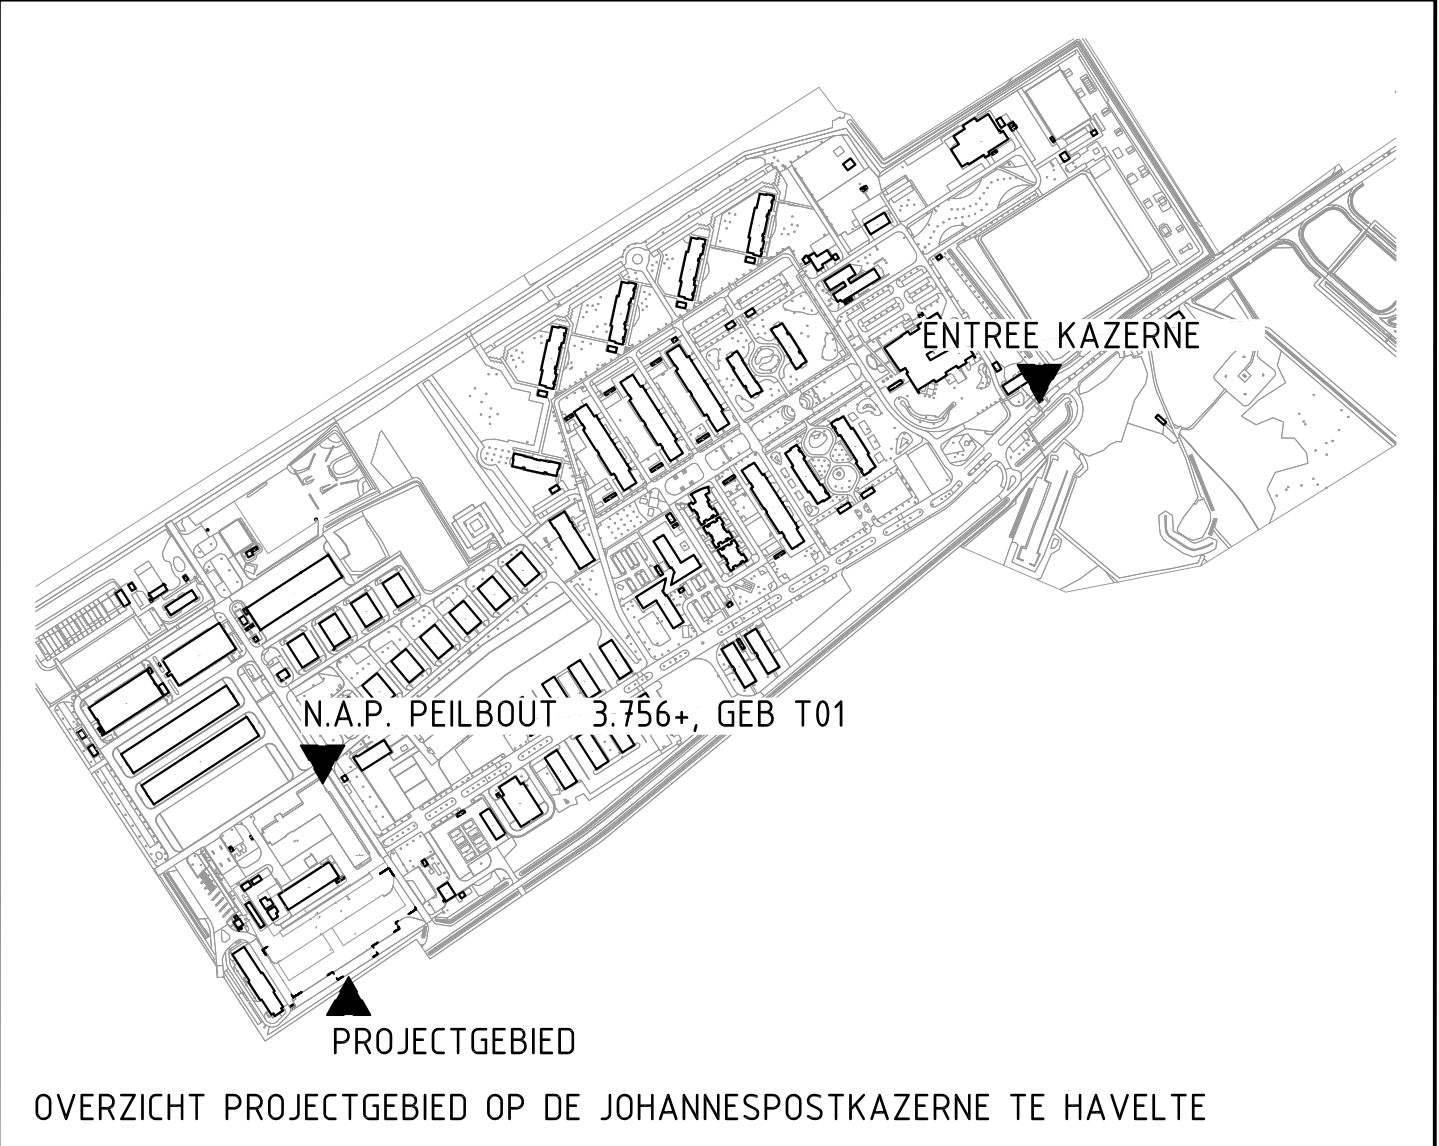 ENTREE KAZERNE
N.A.P. PEILBOUT 3.756+, GEB T01
PROJECTGEBIED
OVERZICHT PROJECTGEBIED OP DE JOHANNESPOSTKAZERNE TE HAVELTE